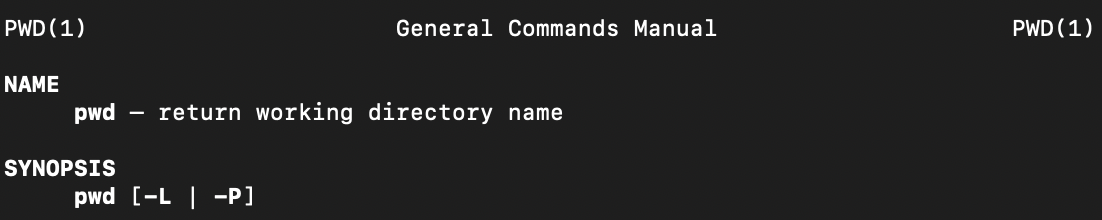 PWD(1) General Commands Manual PWD(1)
NAME
pwd – return working directory name
SYNOPSIS
pwd [-L | -P]